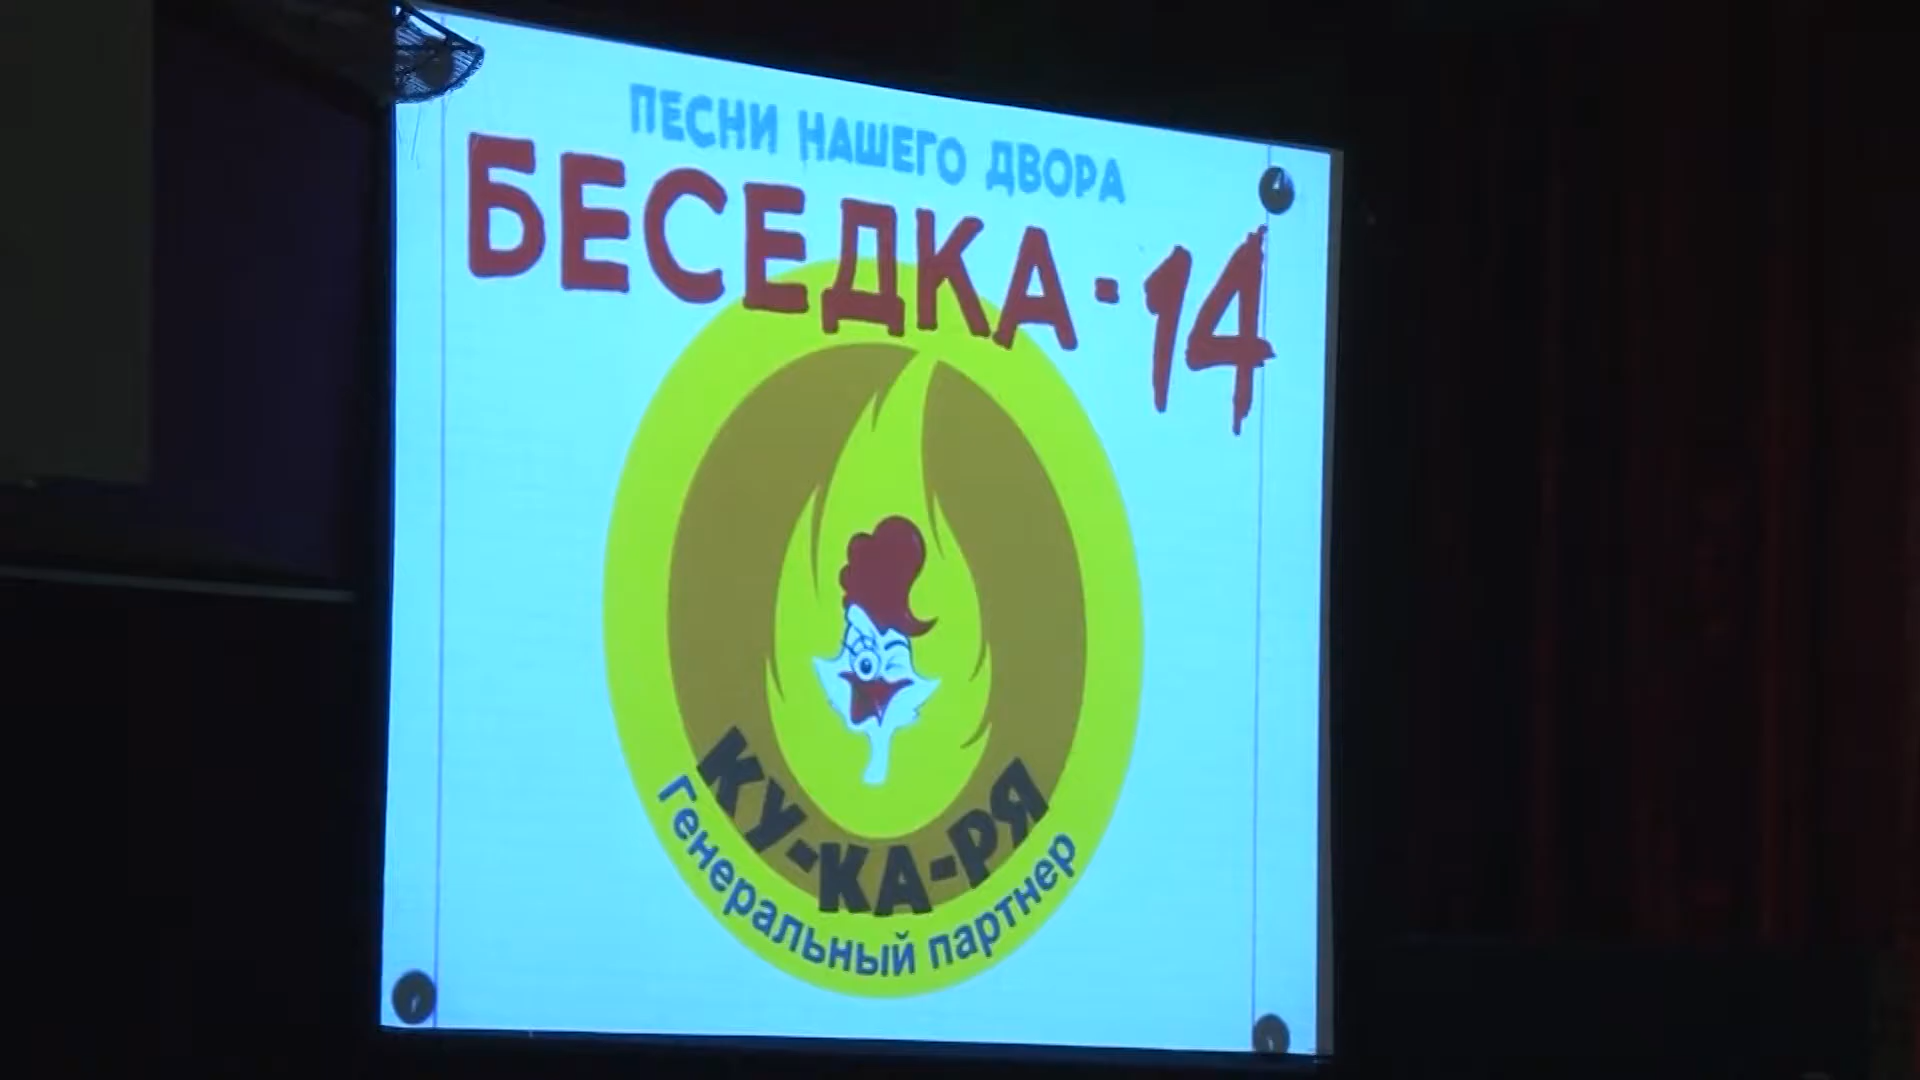 ПЕСНИ НАШЕГО ДВОРА
БЕСЕДКА - 14
КУ-КА-РЯ
Генеральный партнер